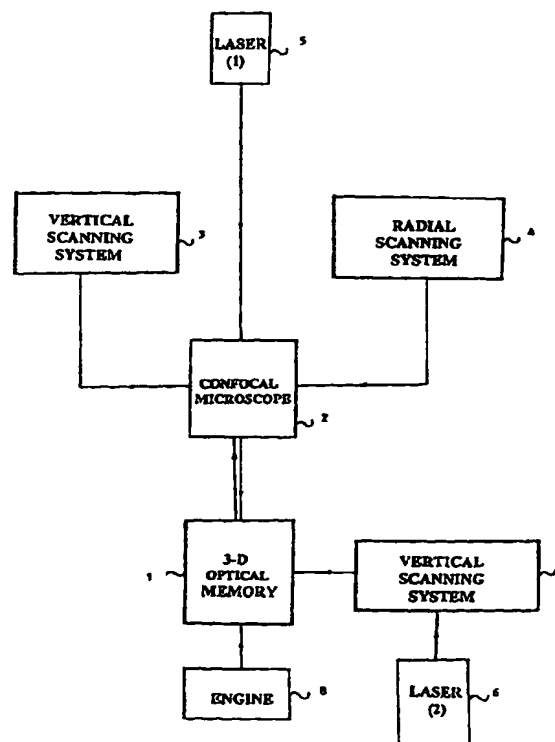 LASER
(1)
5
VERTICAL
SCANNING
SYSTEM
3
RADIAL
SCANNING
SYSTEM
4
CONFOCAL
MICROSCOPE
2
3-D
OPTICAL
MEMORY
1
VERTICAL
SCANNING
SYSTEM
ENGINE
8
LASER
(2)
6